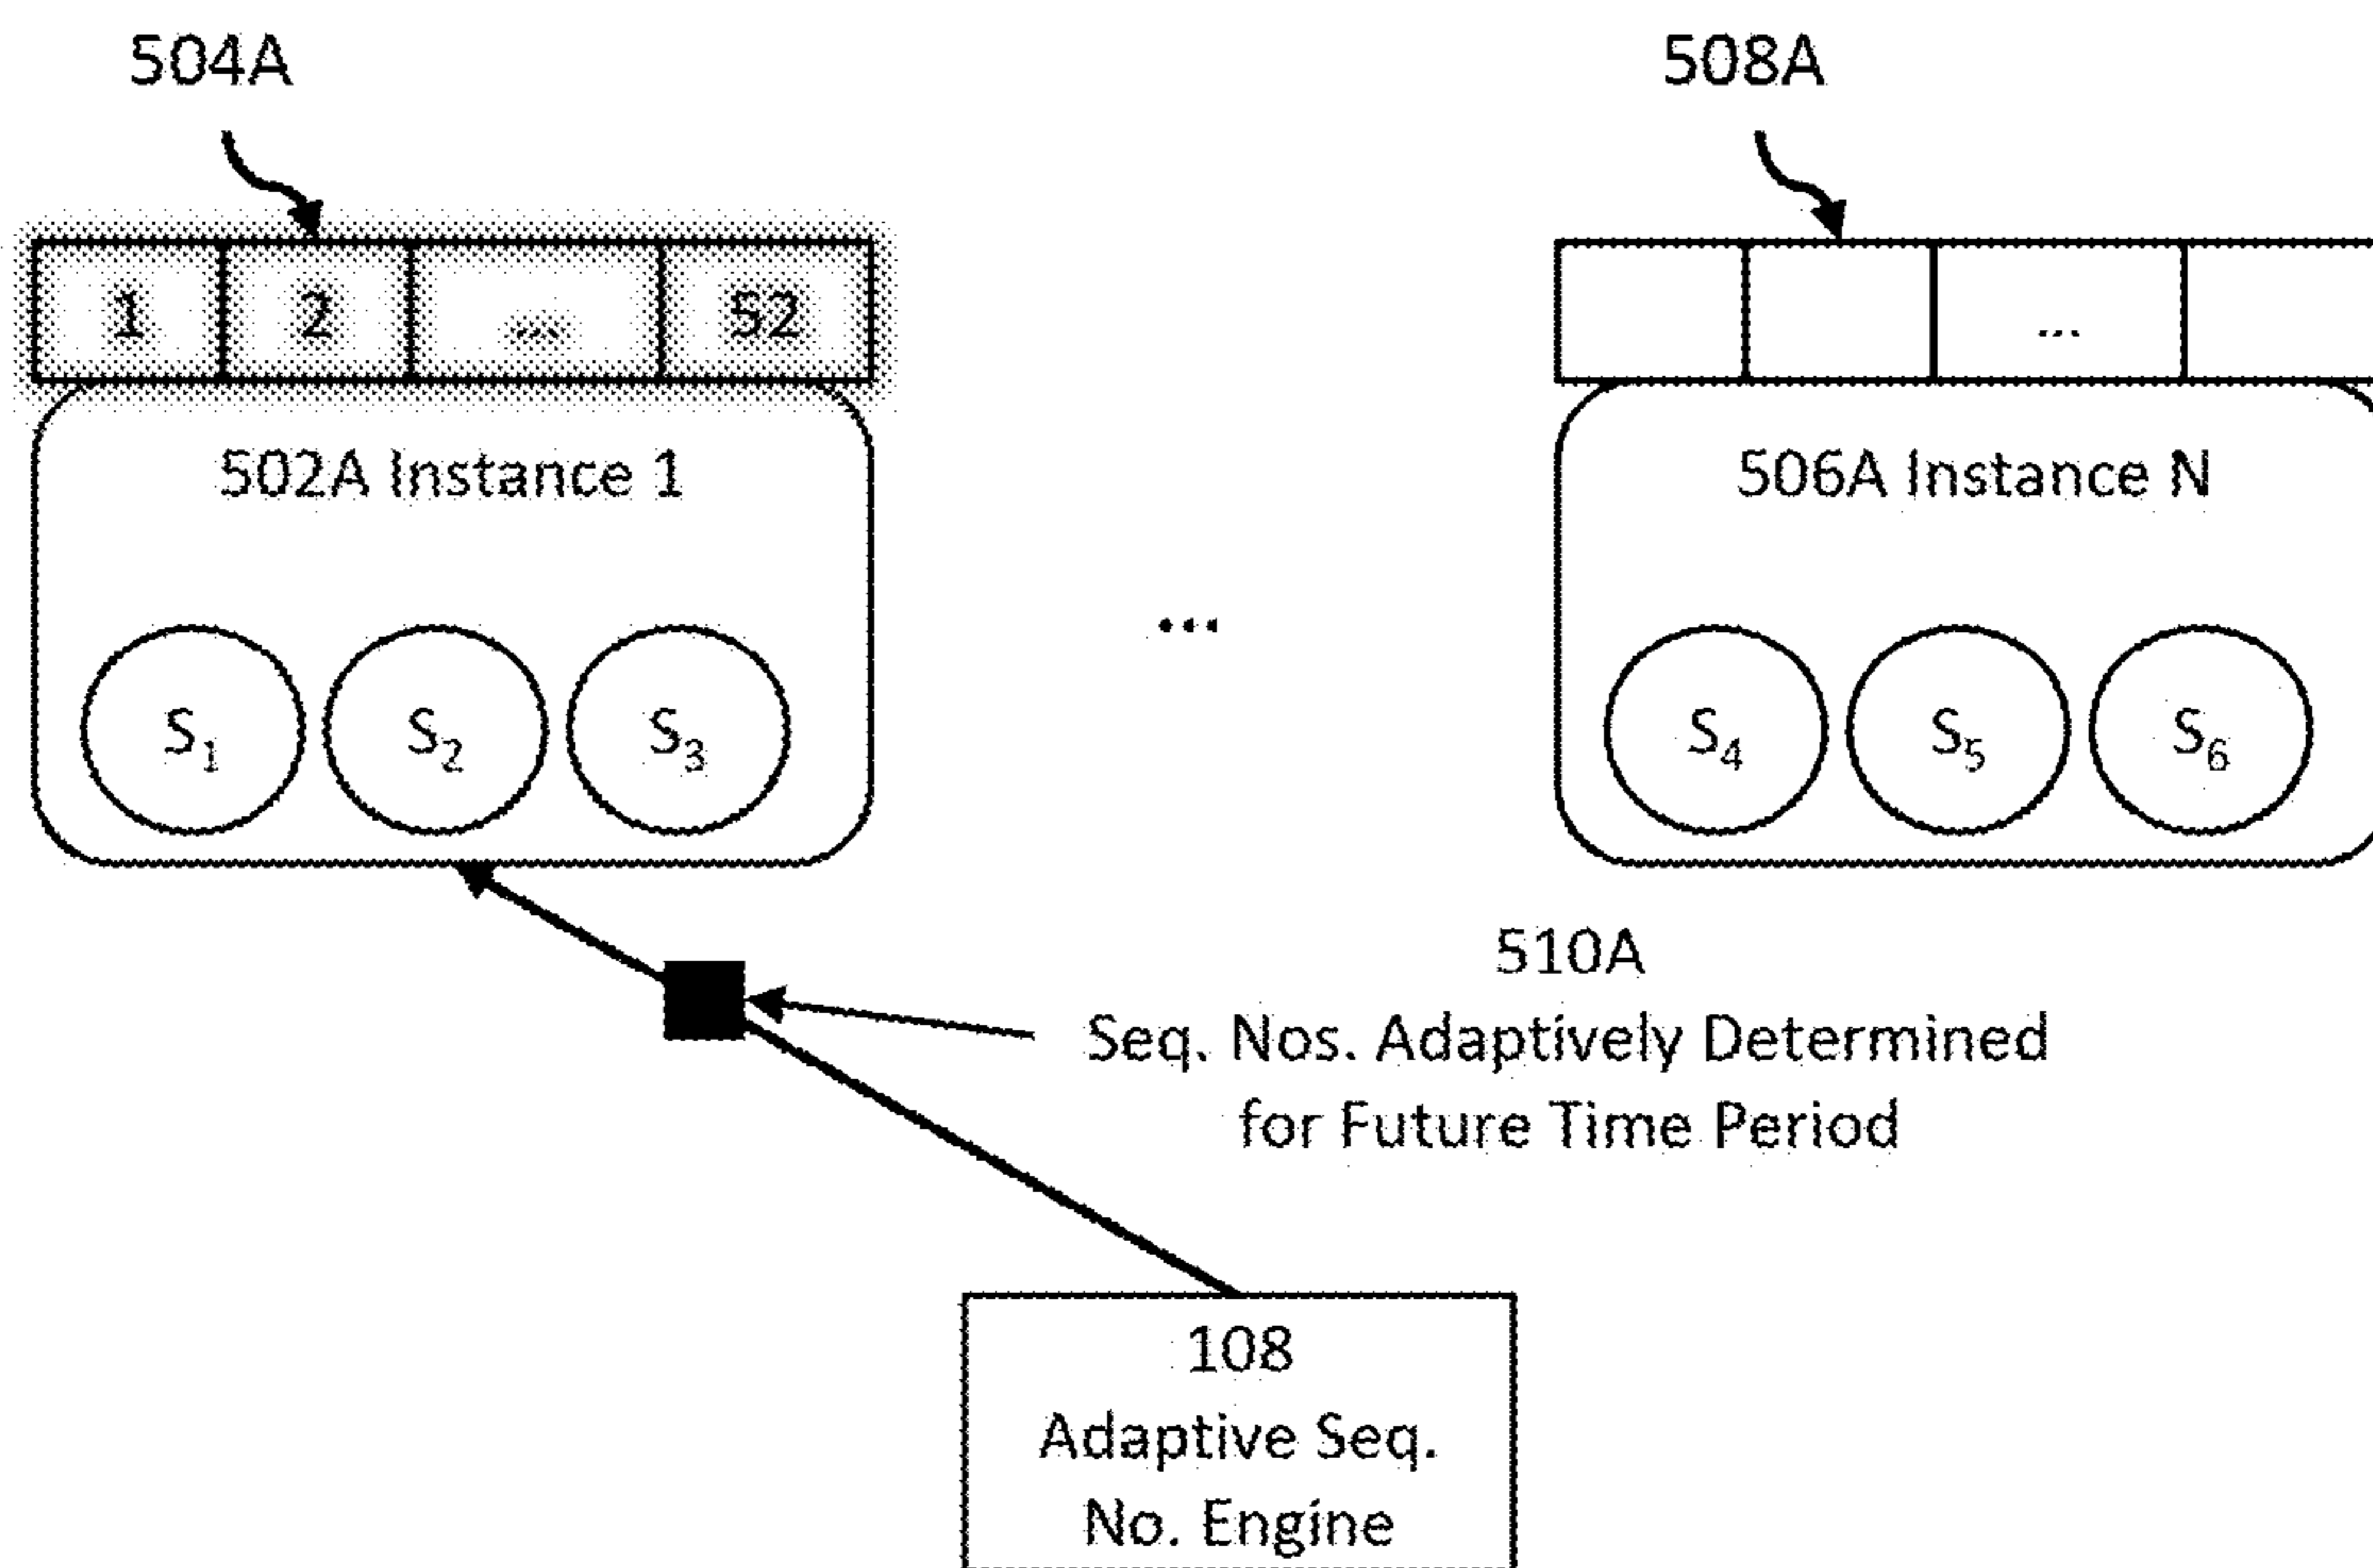 504A
508A
1 2 ... 52
...
502A Instance 1
506A Instance N
...
S₁ S₂ S₃
S₄ S₅ S₆
510A
Seq. Nos. Adaptively Determined
for Future Time Period
108
Adaptive Seq.
No. Engine